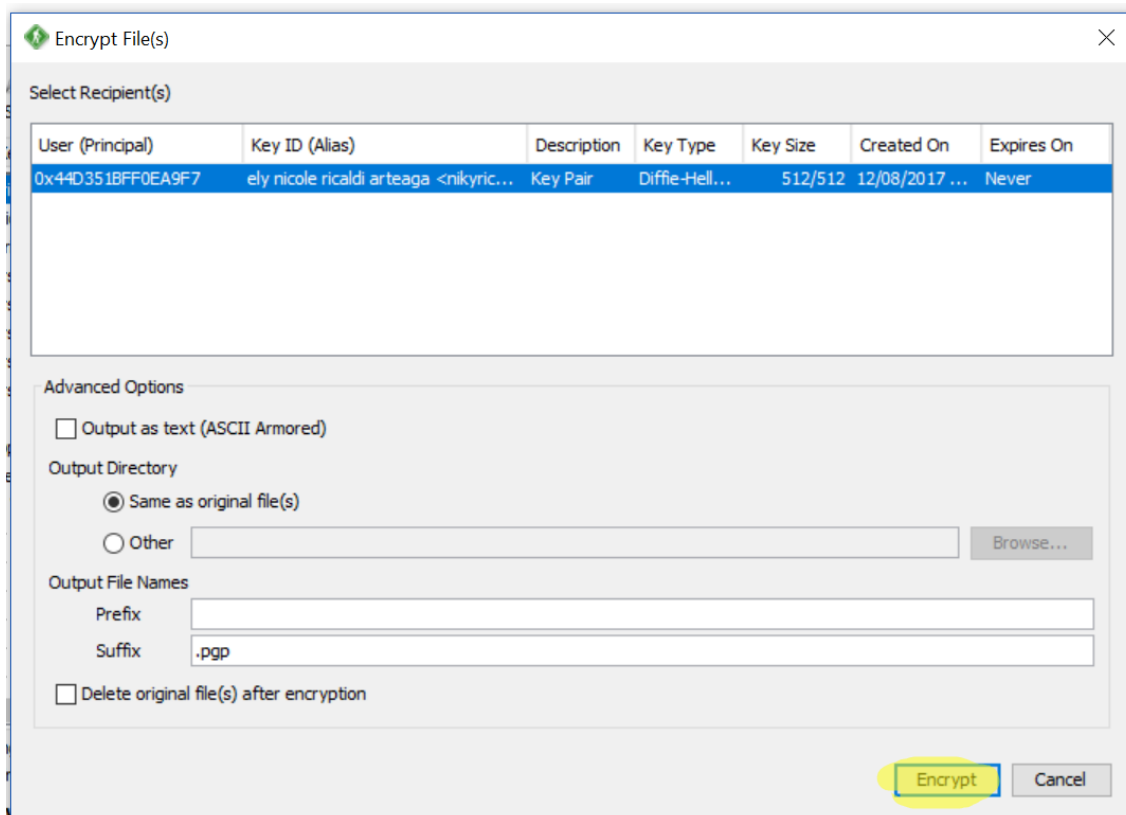 Encrypt File(s)
Select Recipient(s)
User (Principal) Key ID (Alias) Description Key Type Key Size Created On Expires On
0x44D351BFF0EA9F7 ely nicole ricaldi arteaga <nikyric... Key Pair Diffie-Hell... 512/512 12/08/2017 ... Never
Advanced Options
Output as text (ASCII Armored)
Output Directory
Same as original file(s)
Other Browse...
Output File Names
Prefix
Suffix .pgp
Delete original file(s) after encryption
Encrypt Cancel